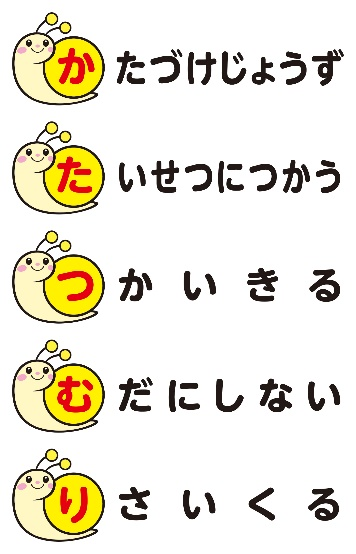 かたづけじょうず
たいせつにつかう
つかいきる
むだにしない
りさいくる